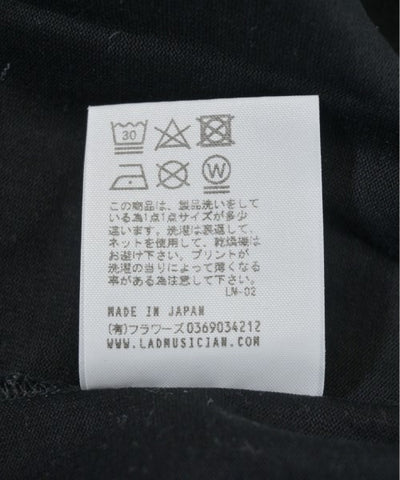 30
W
この商品は、製品洗いをして
いる為1点1点サイズが多少
違います。洗濯は裏返して、
ネットを使用して、乾燥機は
お避け下さい。プリントが
洗濯の当りによって薄くなる
事がある為注意して下さい。
LM-02
MADE IN JAPAN
(有)フラワーズ0369034212
WWW.LADMUSICIAN.COM